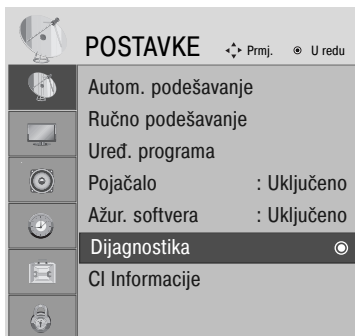 POSTAVKE Prmj. U redu
Autom. podešavanje
Ručno podešavanje
Uređ. programa
Pojačalo : Uključeno
Ažur. softvera : Uključeno
Dijagnostika
CI Informacije